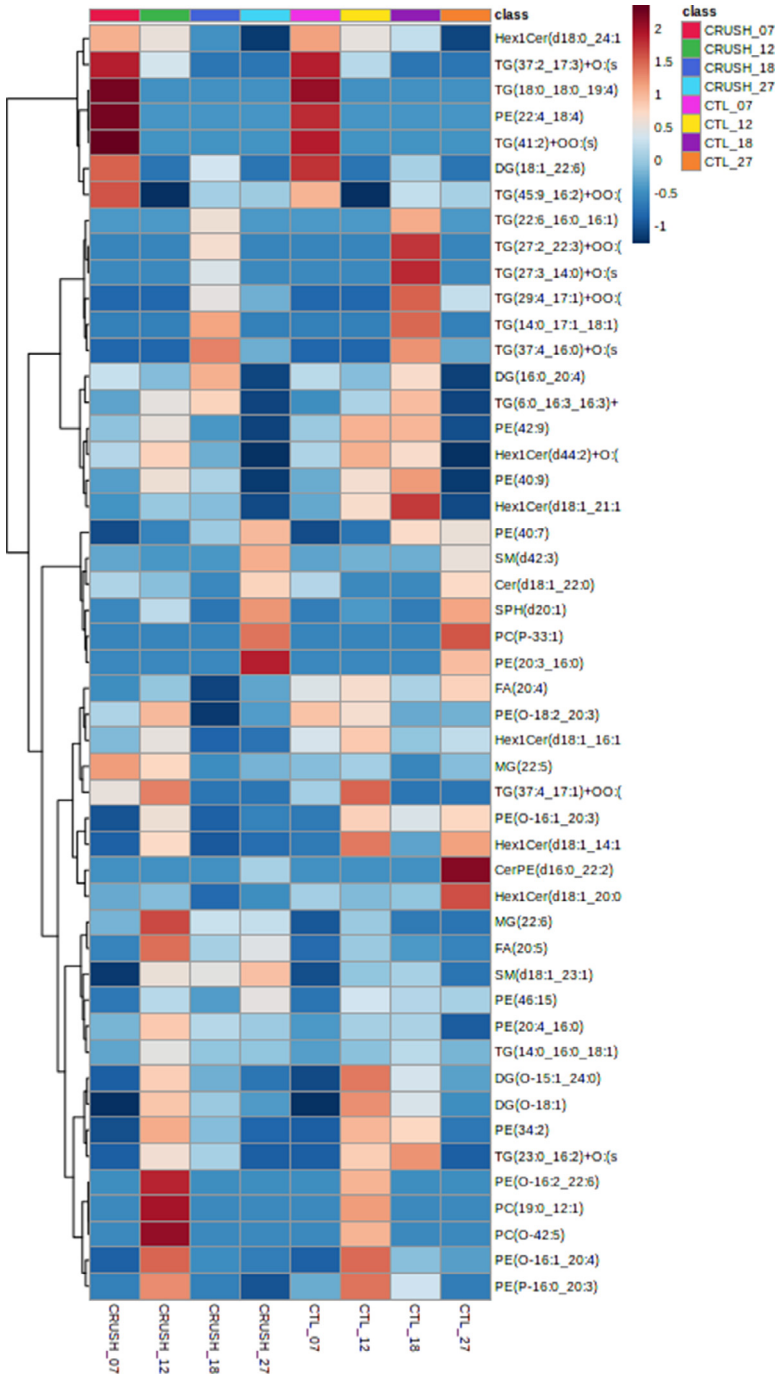 class
class
CRUSH_07
CRUSH_12
CRUSH_18
CRUSH_27
CTL_07
CTL_12
CTL_18
CTL_27
2
1.5
1
0.5
0
-0.5
-1
Hex1Cer(d18:0_24:1
TG(37:2_17:3)+O:(s
TG(18:0_18:0_19:4)
PE(22:4_18:4)
TG(41:2)+OO:(s)
DG(18:1_22:6)
TG(45:9_16:2)+OO:(
TG(22:6_16:0_16:1)
TG(27:2_22:3)+OO:(
TG(27:3_14:0)+O:(s
TG(29:4_17:1)+OO:(
TG(14:0_17:1_18:1)
TG(37:4_16:0)+O:(s
DG(16:0_20:4)
TG(6:0_16:3_16:3)+
PE(42:9)
Hex1Cer(d44:2)+O:(
PE(40:9)
Hex1Cer(d18:1_21:1
PE(40:7)
SM(d42:3)
Cer(d18:1_22:0)
SPH(d20:1)
PC(P-33:1)
PE(20:3_16:0)
FA(20:4)
PE(O-18:2_20:3)
Hex1Cer(d18:1_16:1
MG(22:5)
TG(37:4_17:1)+OO:(
PE(O-16:1_20:3)
Hex1Cer(d18:1_14:1
CerPE(d16:0_22:2)
Hex1Cer(d18:1_20:0
MG(22:6)
FA(20:5)
SM(d18:1_23:1)
PE(46:15)
PE(20:4_16:0)
TG(14:0_16:0_18:1)
DG(O-15:1_24:0)
DG(O-18:1)
PE(34:2)
TG(23:0_16:2)+O:(s
PE(O-16:2_22:6)
PC(19:0_12:1)
PC(O-42:5)
PE(O-16:1_20:4)
PE(P-16:0_20:3)
CRUSH_07
CRUSH_12
CRUSH_18
CRUSH_27
CTL_07
CTL_12
CTL_18
CTL_27